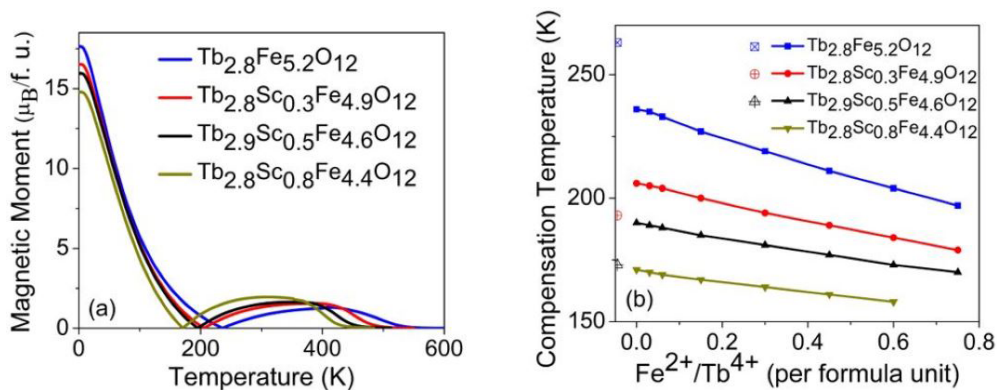 Magnetic Moment (μB/f. u.)
15
10
5
0
Tb2.8Fe5.2O12
Tb2.8Sc0.3Fe4.9O12
Tb2.9Sc0.5Fe4.6O12
Tb2.8Sc0.8Fe4.4O12
(a)
0 200 400 600
Temperature (K)
Compensation Temperature (K)
250
200
150
Tb2.8Fe5.2O12
Tb2.8Sc0.3Fe4.9O12
Tb2.9Sc0.5Fe4.6O12
Tb2.8Sc0.8Fe4.4O12
(b)
0.0 0.2 0.4 0.6 0.8
Fe2+/Tb4+ (per formula unit)